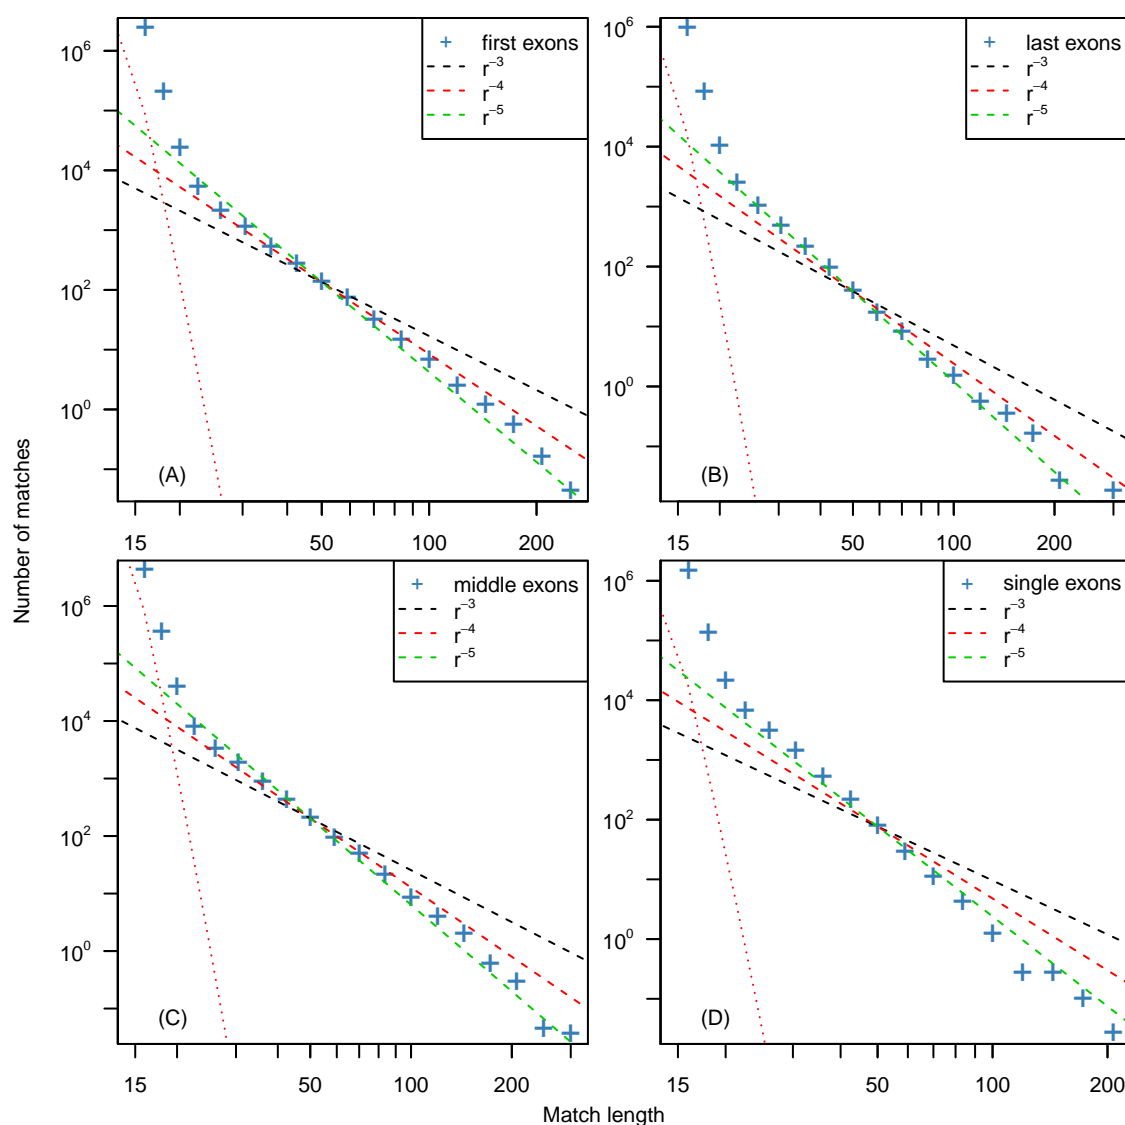 Number of matches
10^6
10^4
10^2
10^0
first exons
r^−3
r^−4
r^−5
(A)
15 50 100 200
10^6
10^4
10^2
10^0
last exons
r^−3
r^−4
r^−5
(B)
15 50 100 200
10^6
10^4
10^2
10^0
middle exons
r^−3
r^−4
r^−5
(C)
15 50 100 200
10^6
10^4
10^2
10^0
single exons
r^−3
r^−4
r^−5
(D)
15 50 100 200
Match length